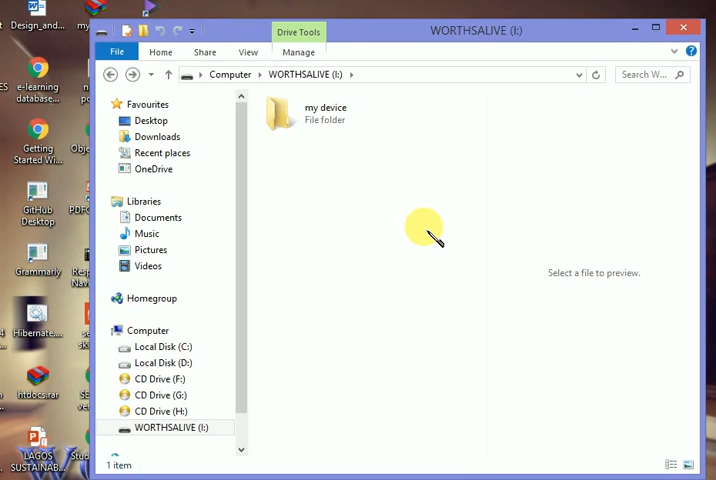 Design_and...
my
WORTHSALIVE (I:)
Drive Tools
File
Home
Share
View
Manage
Computer
WORTHSALIVE (I:)
Search W...
e-learning
database...
Getting
Started Wi...
GitHub
Desktop
Grammarly
Hibernate....
htdocs.rar
LAGOS
SUSTAINAB...
Favourites
Desktop
Downloads
Recent places
OneDrive
Libraries
Documents
Music
Pictures
Videos
Homegroup
Computer
Local Disk (C:)
Local Disk (D:)
CD Drive (F:)
CD Drive (G:)
CD Drive (H:)
WORTHSALIVE (I:)
my device
File folder
Select a file to preview.
1 item